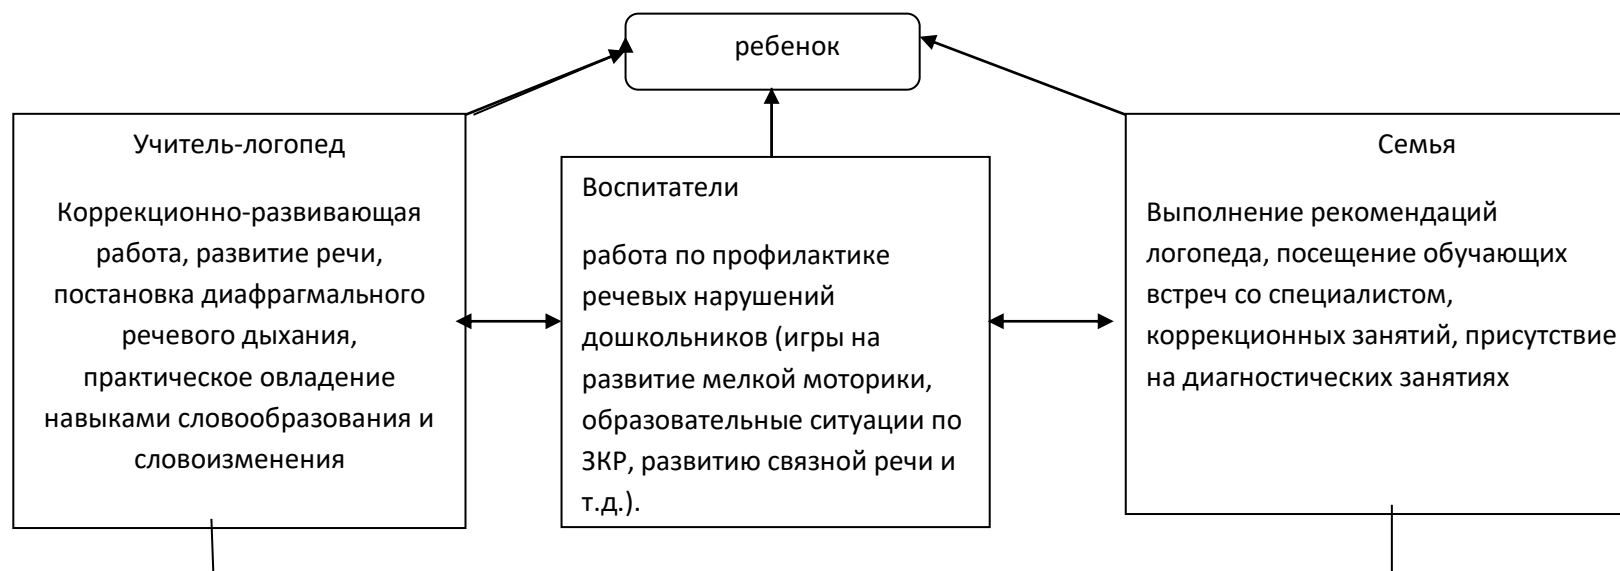 ребенок
Учитель-логопед
Коррекционно-развивающая
работа, развитие речи,
постановка диафрагмального
речевого дыхания,
практическое овладение
навыками словообразования и
словоизменения
Воспитатели
работа по профилактике
речевых нарушений
дошкольников (игры на
развитие мелкой моторики,
образовательные ситуации по
ЗКР, развитию связной речи и
т.д.).
Семья
Выполнение рекомендаций
логопеда, посещение обучающих
встреч со специалистом,
коррекционных занятий, присутствие
на диагностических занятиях